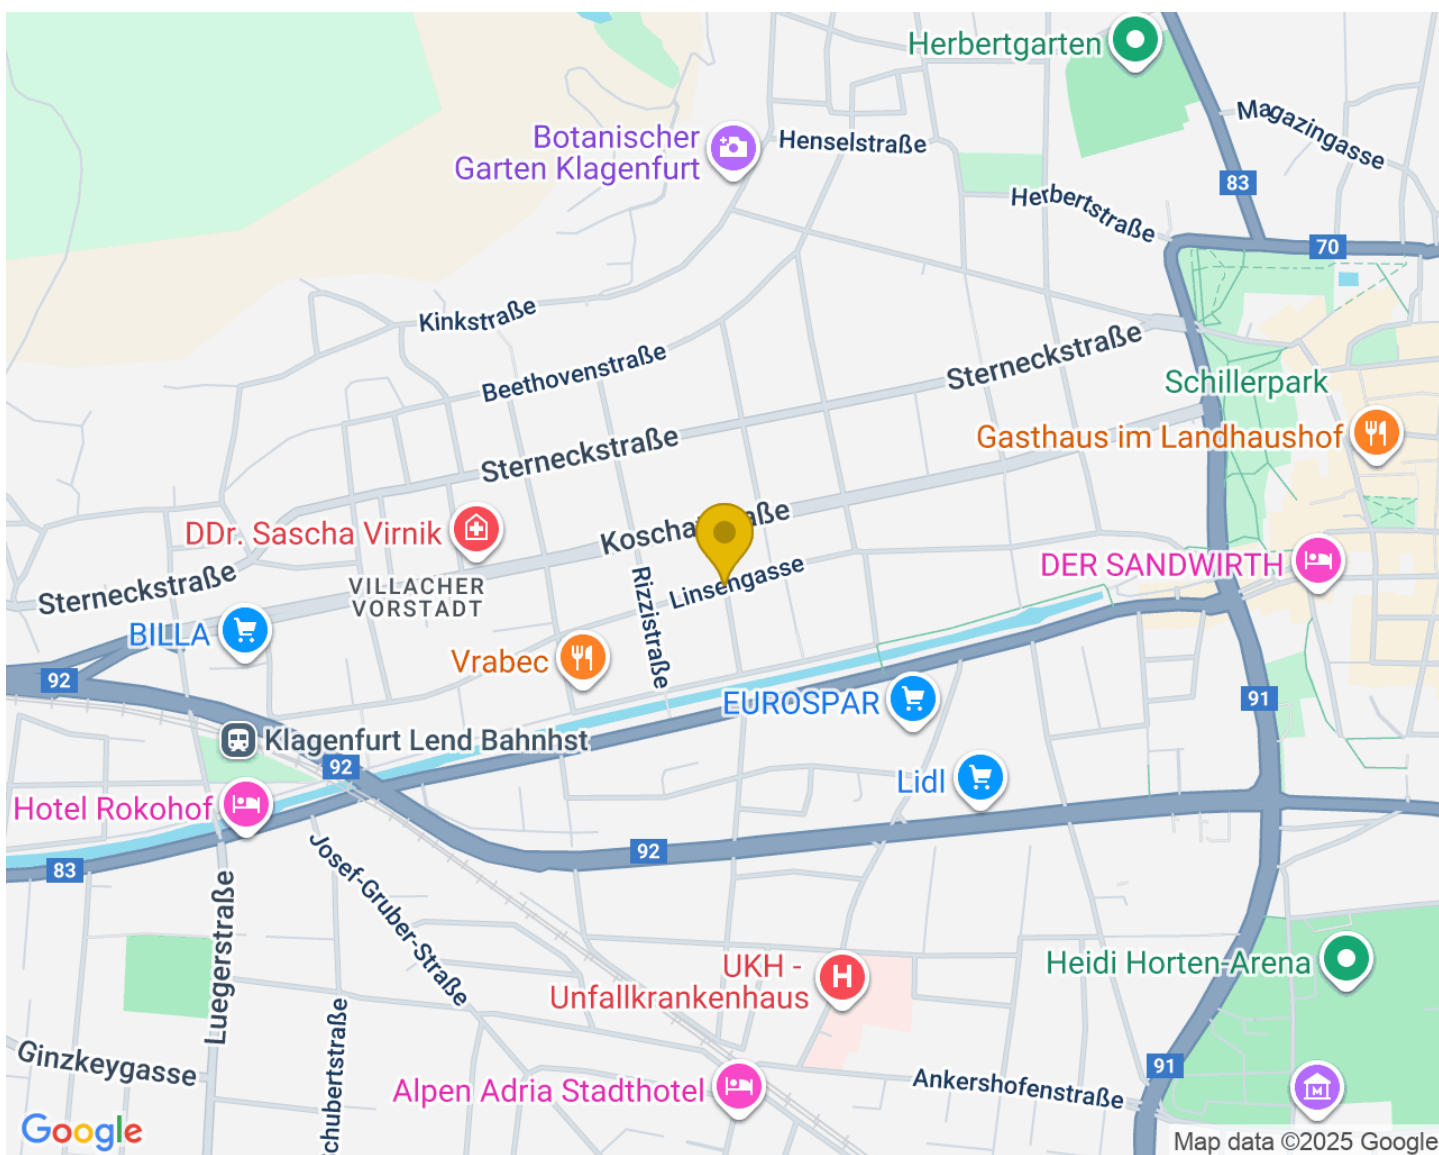 Herbertgarten
Magazingasse
Botanischer
Garten Klagenfurt
Henselstraße
83
Herbertstraße
70
Kinkstraße
Beethovenstraße
Sterneckstraße
Schillerpark
Sterneckstraße
Gasthaus im Landhaushof
DDr. Sascha Virnik
Linsengasse
DER SANDWIRTH
Sterneckstraße
VILLACHER
VORSTADT
Rizzistraße
BILLA
Vrabec
92
EUROSPAR
91
Klagenfurt Lend Bahnhst
92
Lidl
Hotel Rokohof
92
83
Josef-Gruber-Straße
Luegerstraße
UKH -
Unfallkrankenhaus
H
Heidi Horten-Arena
Ginzkeygasse
Alpen Adria Stadthotel
Ankershofenstraße
91
M
Google
Map data ©2025 Google